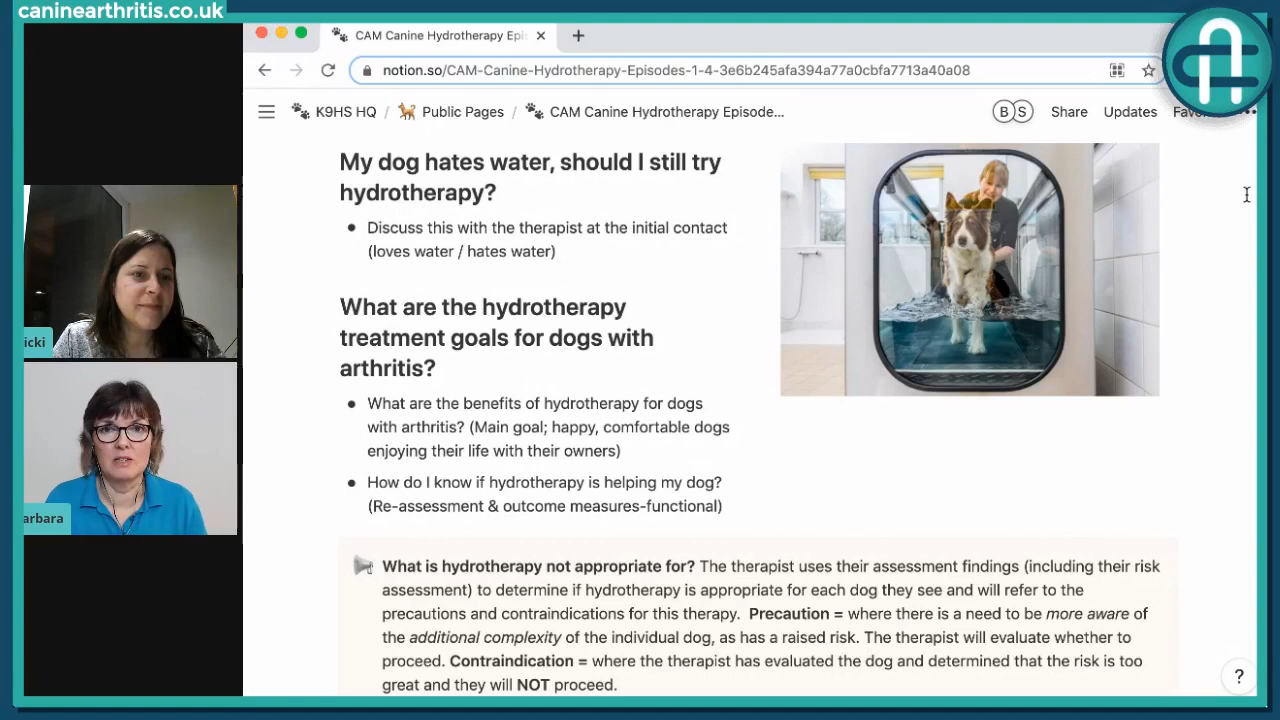 caninearthritis.co.uk
CAM Canine Hydrotherapy Epi
notion.so/CAM-Canine-Hydrotherapy-Episodes-1-4-3e6b245afa394a77a0cbfa7713a40a08
K9HS HQ / Public Pages / CAM Canine Hydrotherapy Episode...
B S Share Updates Favo
My dog hates water, should I still try
hydrotherapy?
Discuss this with the therapist at the initial contact
(loves water / hates water)
What are the hydrotherapy
treatment goals for dogs with
arthritis?
What are the benefits of hydrotherapy for dogs
with arthritis? (Main goal; happy, comfortable dogs
enjoying their life with their owners)
How do I know if hydrotherapy is helping my dog?
(Re-assessment & outcome measures-functional)
What is hydrotherapy not appropriate for? The therapist uses their assessment findings (including their risk
assessment) to determine if hydrotherapy is appropriate for each dog they see and will refer to the
precautions and contraindications for this therapy. Precaution = where there is a need to be more aware of
the additional complexity of the individual dog, as has a raised risk. The therapist will evaluate whether to
proceed. Contraindication = where the therapist has evaluated the dog and determined that the risk is too
great and they will NOT proceed.
?
icki
arbara